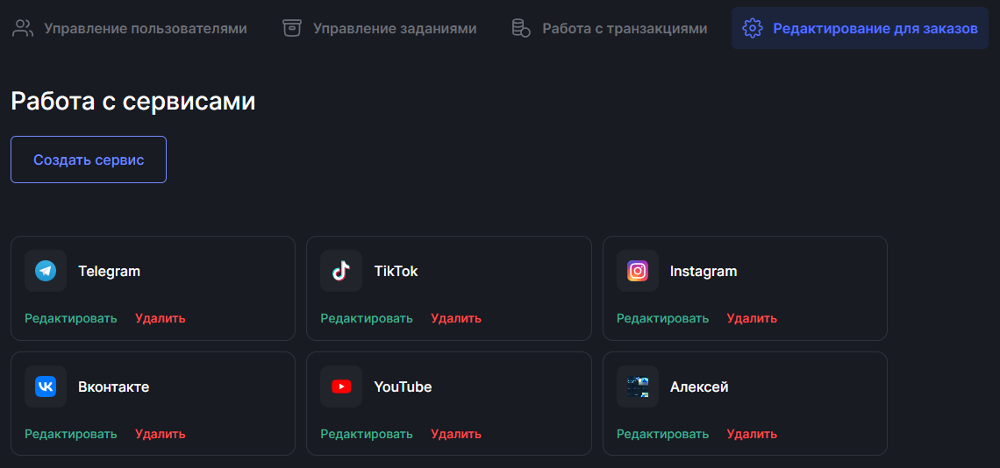 Управление пользователями Управление заданиями Работа с транзакциями Редактирование для заказов
Работа с сервисами
Создать сервис
Telegram TikTok Instagram
Редактировать Удалить Редактировать Удалить Редактировать Удалить
Вконтакте YouTube Алексей
Редактировать Удалить Редактировать Удалить Редактировать Удалить